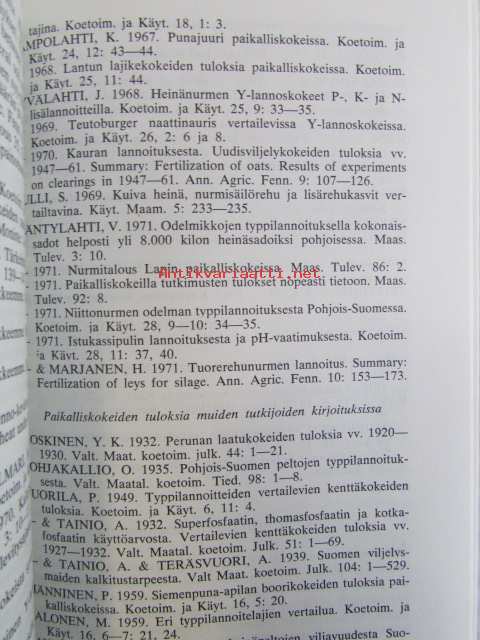 tajina. Koetoim. ja Käyt. 18, 1: 3.
AMPOLAHTI, K. 1967. Punajuuri paikalliskokeissa. Koetoim. ja
Käyt. 24, 12: 43—44.
1968. Lantun lajikekokeiden tuloksia paikalliskokeissa. Koetoim.
ja Käyt. 25, 11: 44.
VALAHTI, J. 1968. Heinänurmen Y-lannoskokeet P-, K- ja N-
lisälannoitteilla. Koetoim. ja Käyt. 25, 9: 33—35.
1969. Teutoburger naattinauris vertailevissa Y-lannoskokeissa.
Koetoim. ja Käyt. 26, 2: 6 ja 8.
- 1970. Kauran lannoituksesta. Uudisviljelykokeiden tuloksia vv.
1947—61. Summary: Fertilization of oats. Results of experiments
on clearings in 1947—61. Ann. Agric. Fenn. 9: 107—126.
ULLI, S. 1969. Kuiva heinä, nurmisäilörehu ja lisärehukasvit ver-
tailtavina. Käyt. Maam. 5: 233—235.
ÄNTYLAHTI, V. 1971. Odelmikkojen typpilannoituksella kokonais-
sadot helposti yli 8.000 kilon heinäsadoiksi pohjoisessa. Maas.
Tulev. 3: 10.
- 1971. Nurmitalous Lapin paikalliskokeissa. Maas. Tulev. 86: 2.
Antikvariaatti.net
- 1971. Paikalliskokeilla tutkimusten tulokset nopeasti tietoon. Maas.
Tulev. 92: 8.
- 1971. Niittonurmen odelman typpilannoituksesta Pohjois-Suomessa.
Koetoim. ja Käyt. 28, 9—10: 34—35.
- 1971. Istukassipulin lannoituksesta ja pH-vaatimuksesta. Koetoim.
ja Käyt. 28, 11: 37, 40.
- & MARJANEN, H. 1971. Tuorerehunurmen lannoitus. Summary:
Fertilization of leys for silage. Ann. Agric. Fenn. 10: 153—173.
Paikalliskokeiden tuloksia muiden tutkijoiden kirjoituksissa
OSKINEN, Y. K. 1932. Perunan laatukokeiden tuloksia vv. 1920—
1930. Valt. Maat. koetoim. julk. 44: 1—21.
OHJAKALLIO, O. 1935. Pohjois-Suomen peltojen typpilannoituk-
sesta. Valt. Maatal. koetoim. Tied. 98: 1—8.
UORILA, P. 1949. Typpilannoitteiden vertailevien kenttäkokeiden
tuloksia. Koetoim. ja Käyt. 6, 11: 4.
- & TAINIO, A. 1932. Superfosfaatin, thomasfosfaatin ja kotka-
fosfaatin käyttöarvosta. Vertailevien kenttäkokeiden tuloksia vv.
1927—1932. Valt. Maatal. koetoim. Julk. 51: 1—69.
- & TAINIO, A. & TERÄSVUORI, A. 1939. Suomen viljelys-
maiden kalkitustarpeesta. Valt Maat. koetoim. Julk. 104: 1—529.
MANNINEN, P. 1959. Siemenpuna-apilan boorikokeiden tuloksia pai-
kalliskokeissa. Koetoim. ja Käyt. 16, 5: 20.
ALONEN, M. 1959. Eri typpilannoitelajien vertailua. Koetoim. ja
Käyt. 16, 6—7: 21, 24.
viljavuudesta Suo-